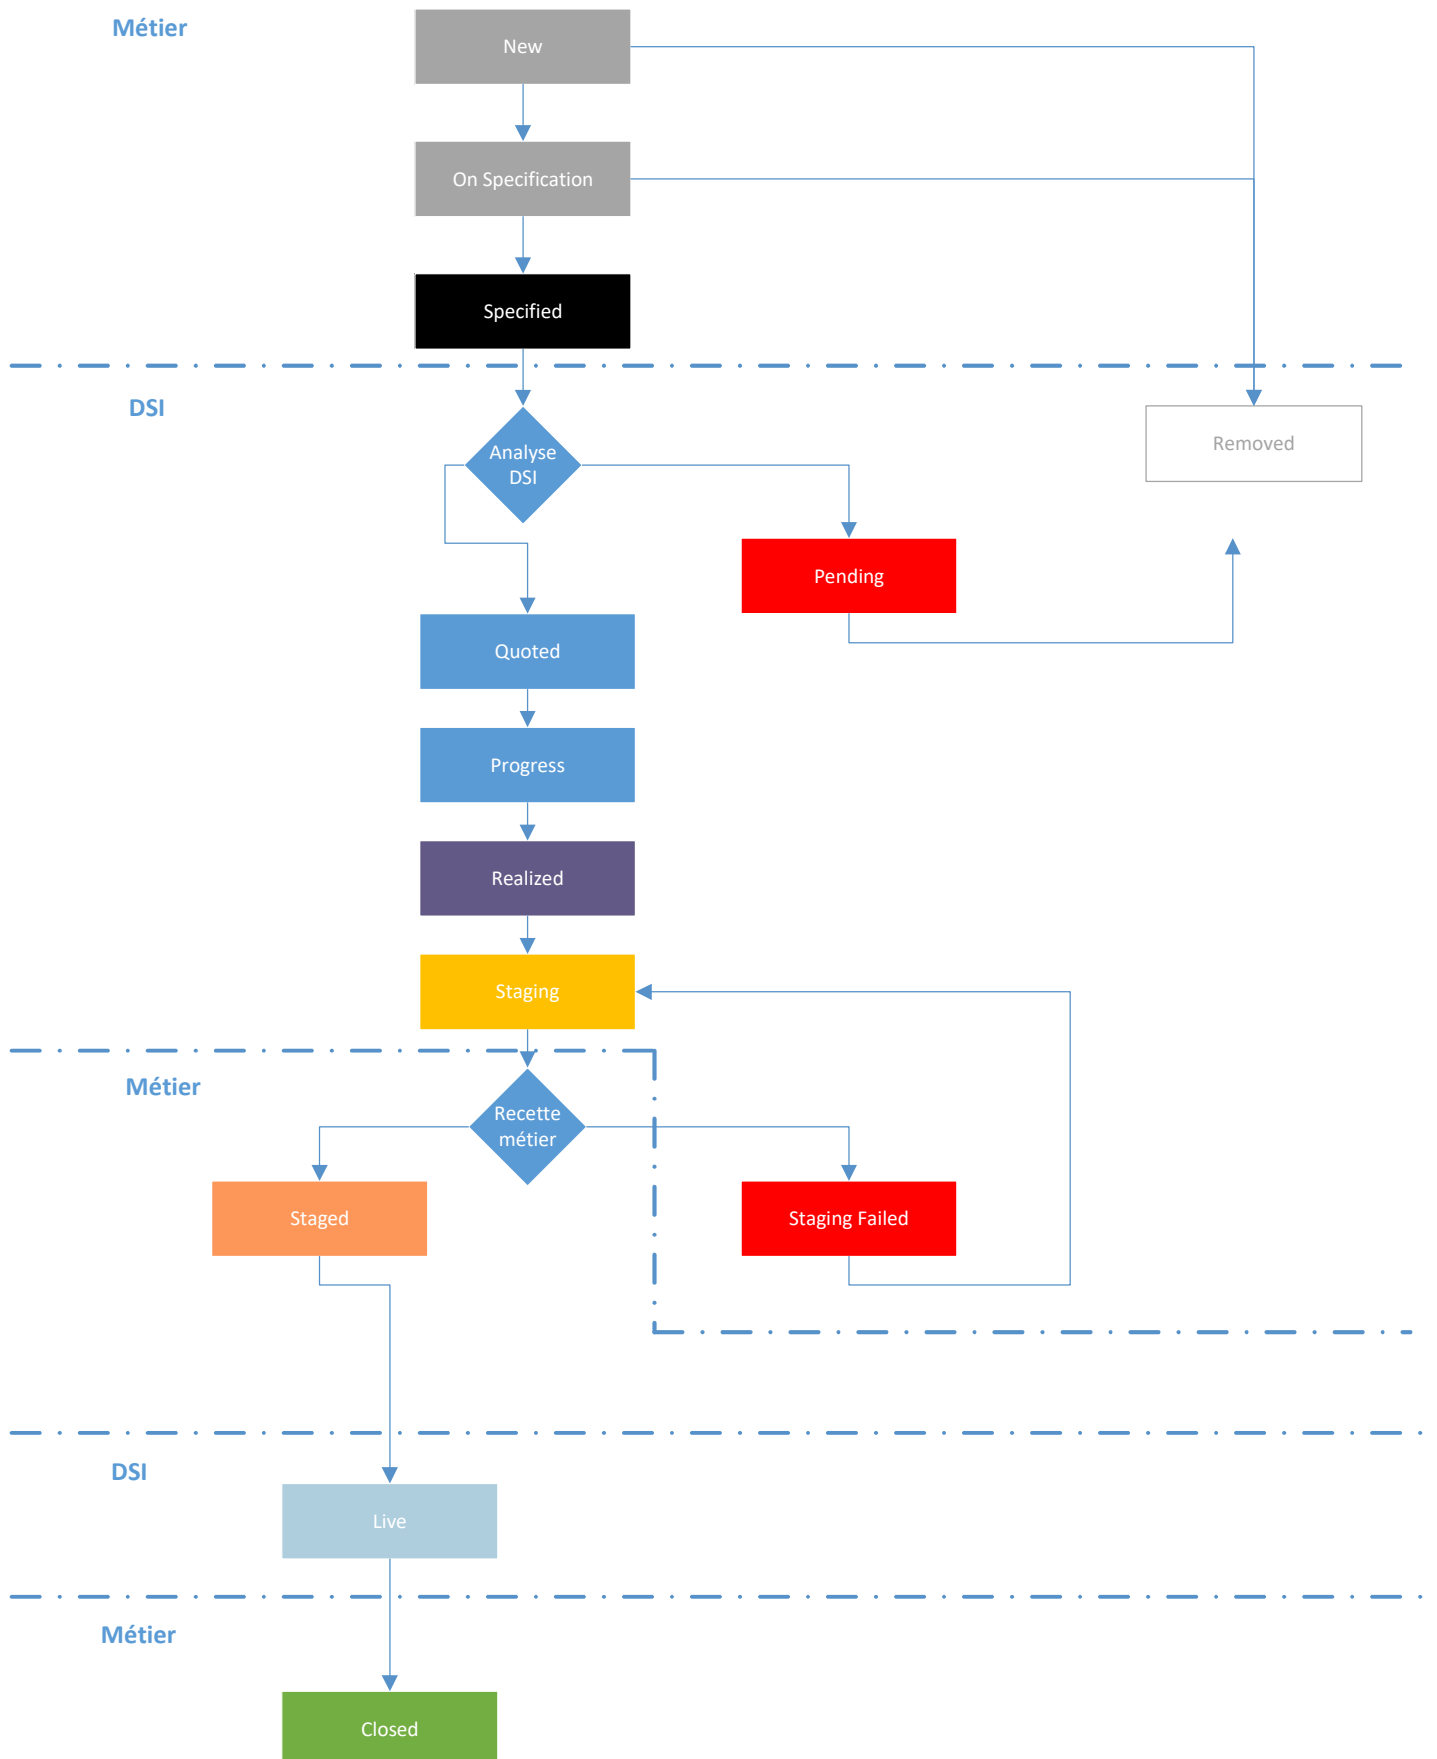 Métier
New
On Specification
Specified
DSI
Analyse
DSI
Removed
Pending
Quoted
Progress
Realized
Staging
Métier
Recette
métier
Staged
Staging Failed
DSI
Live
Métier
Closed